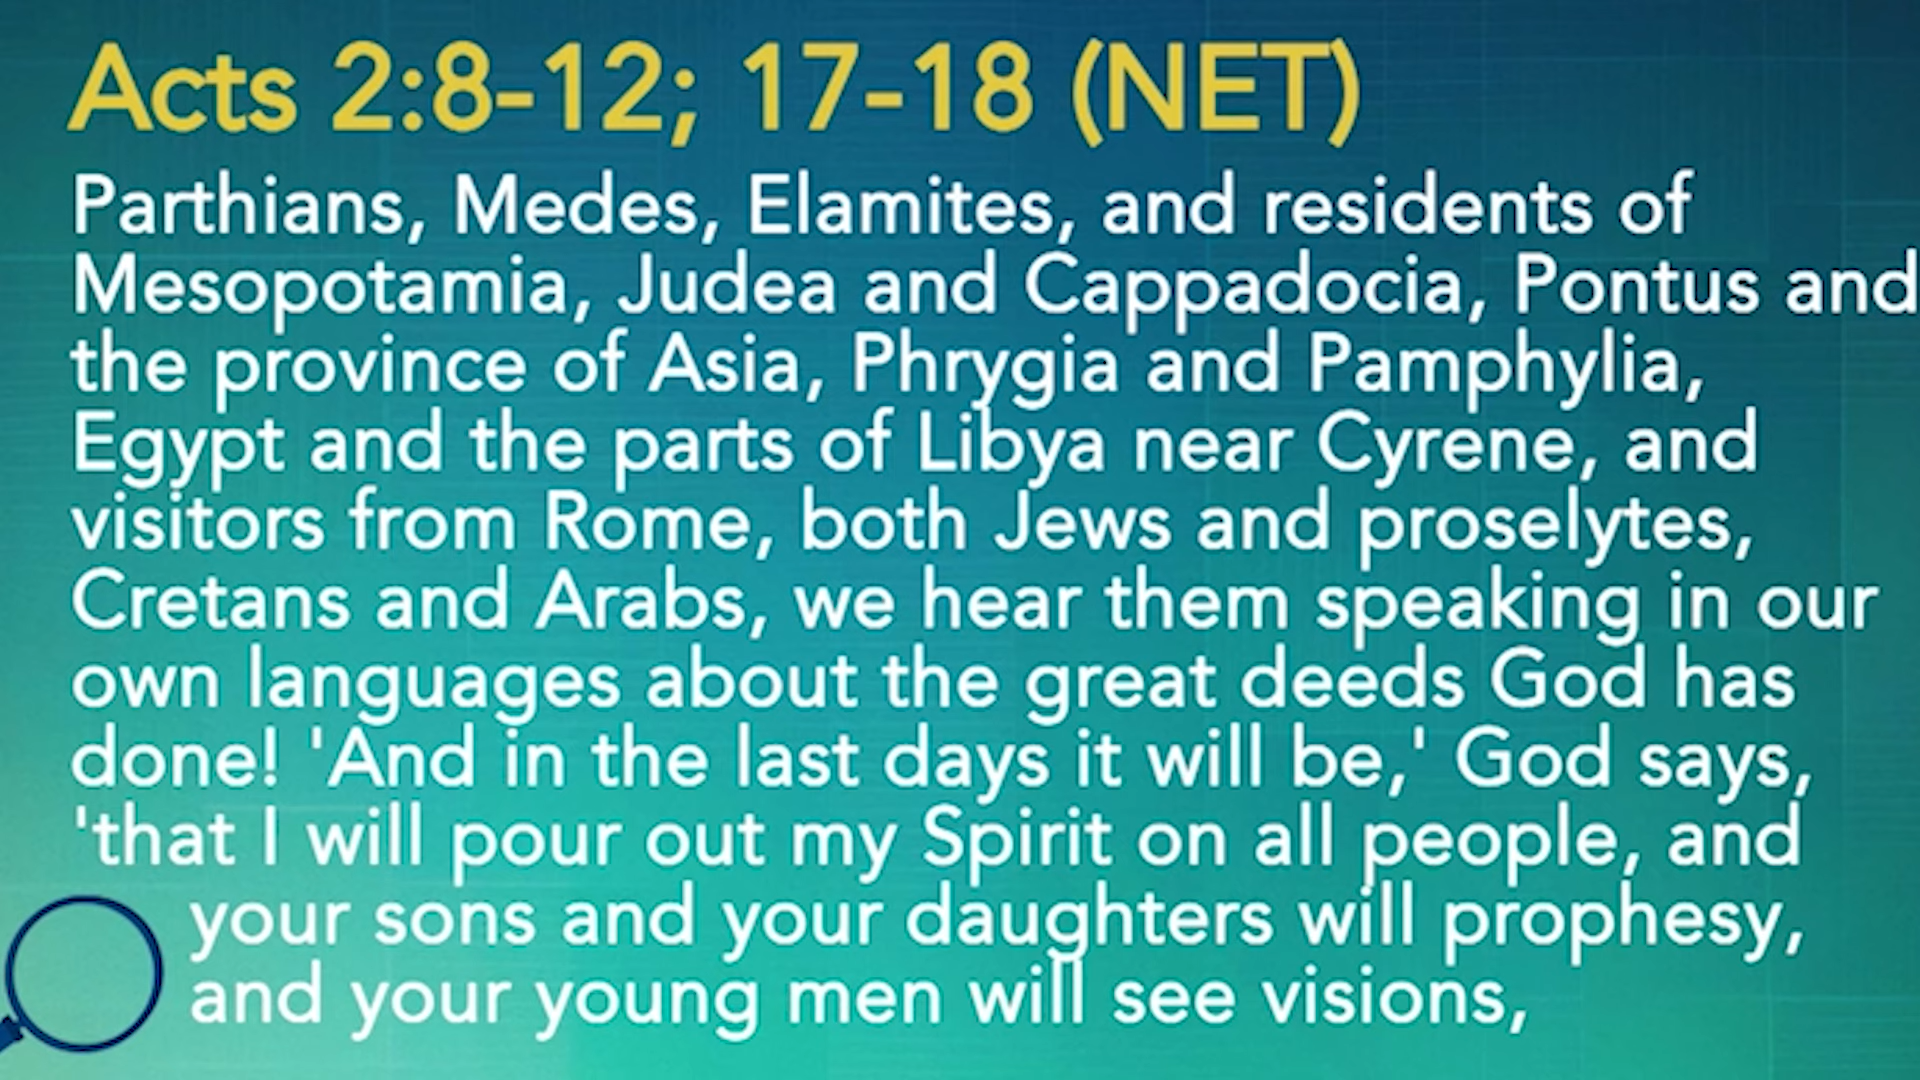 Acts 2:8-12; 17-18 (NET)
Parthians, Medes, Elamites, and residents of
Mesopotamia, Judea and Cappadocia, Pontus and
the province of Asia, Phrygia and Pamphylia,
Egypt and the parts of Libya near Cyrene, and
visitors from Rome, both Jews and proselytes,
Cretans and Arabs, we hear them speaking in our
own languages about the great deeds God has
done! 'And in the last days it will be,' God says,
'that I will pour out my Spirit on all people, and
your sons and your daughters will prophesy,
and your young men will see visions,